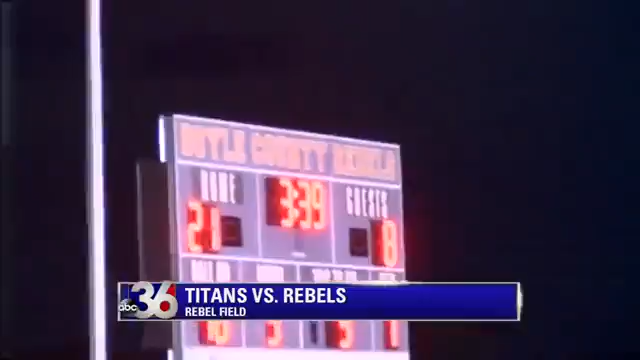 BOYLE COUNTY REBELS
HOME 3:39 GUESTS
21 8
abc 36
TITANS VS. REBELS
REBEL FIELD